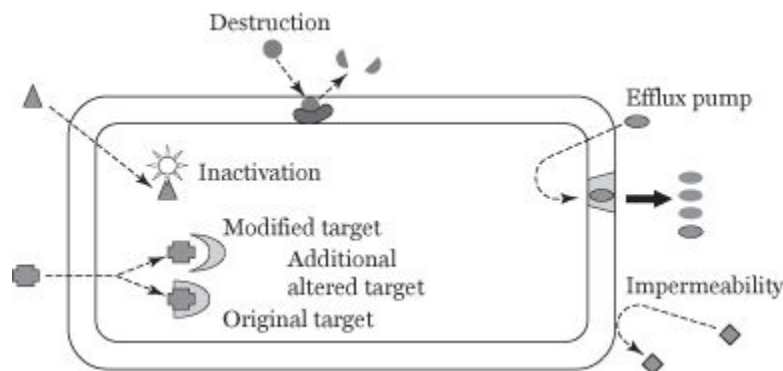 Destruction
Efflux pump
Inactivation
Modified target
Additional
altered target
Original target
Impermeability